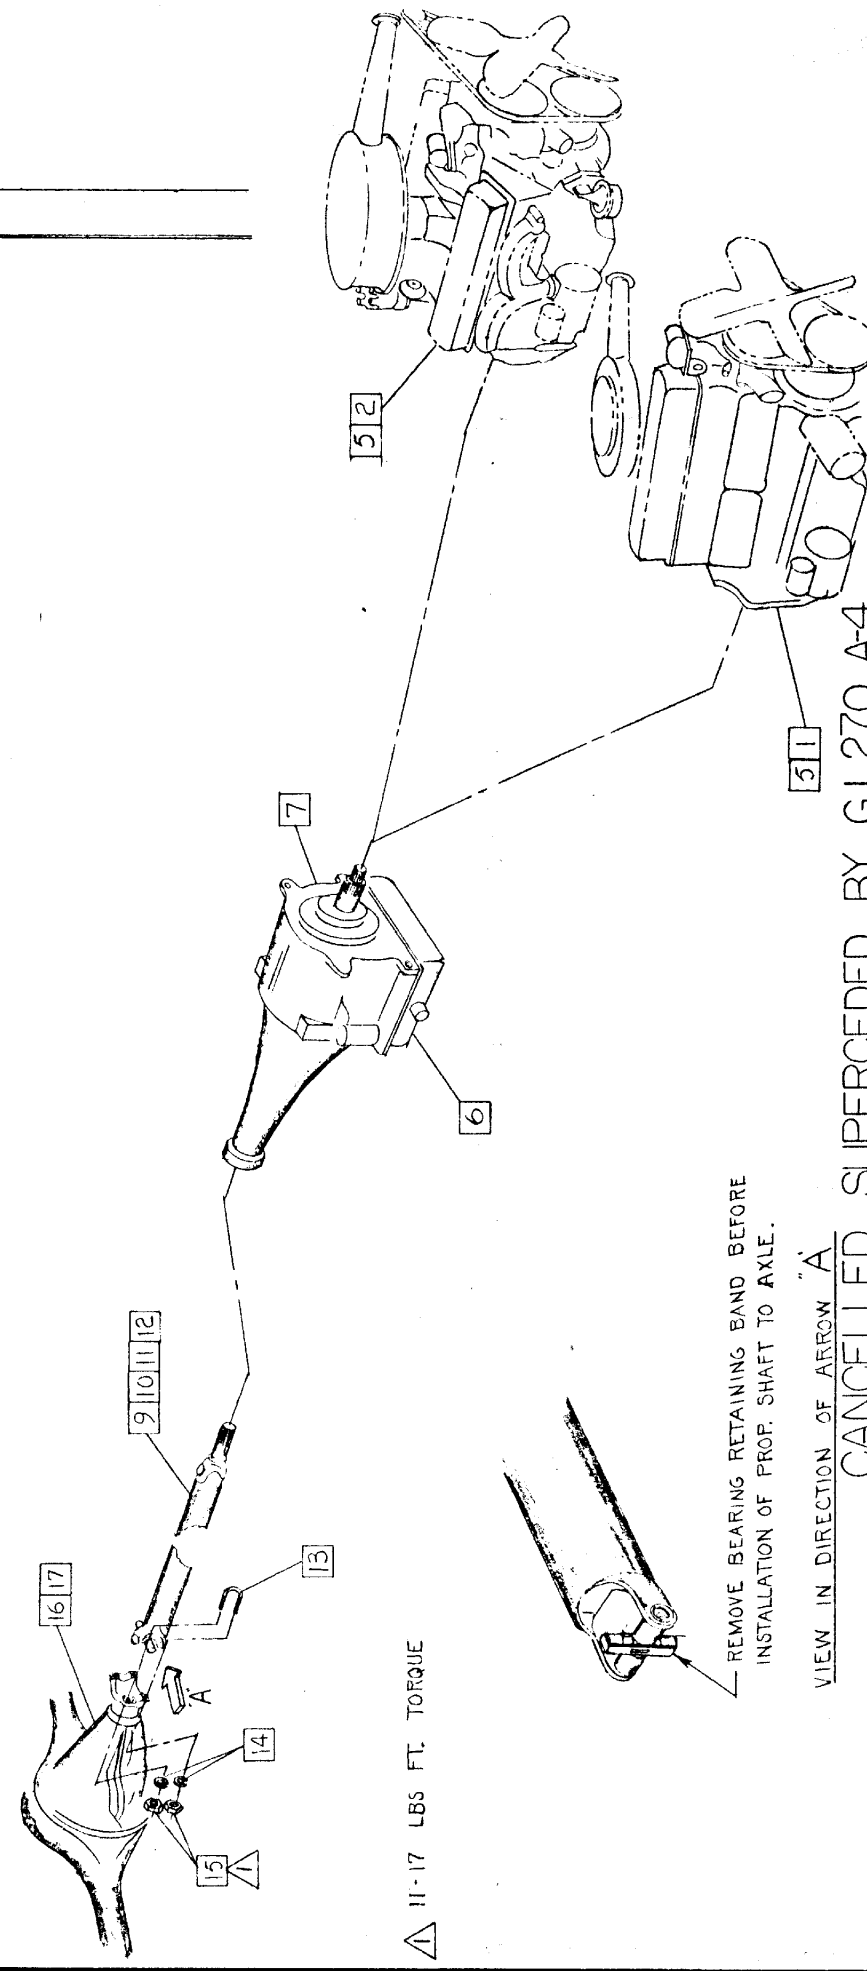 5 2
5 1
7
6
9 10 11 12
16 17
13
A
14
15 1
1 11-17 LBS FT. TORQUE
REMOVE BEARING RETAINING BAND BEFORE
INSTALLATION OF PROP. SHAFT TO AXLE.
VIEW IN DIRECTION OF ARROW "A"
CANCELLED SUPERCEDED BY G1.270 A-4